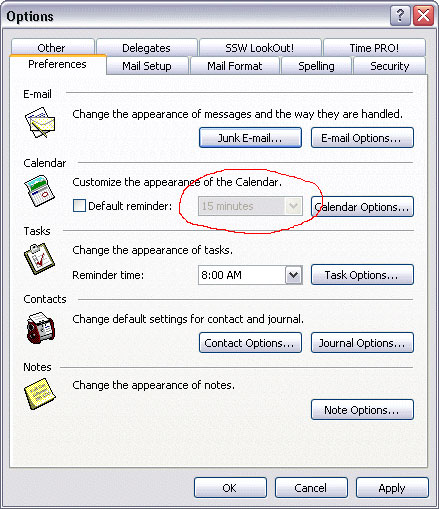 Options
Other Delegates SSW LookOut! Time PRO!
Preferences Mail Setup Mail Format Spelling Security
E-mail
Change the appearance of messages and the way they are handled.
Junk E-mail... E-mail Options...
Calendar
Customize the appearance of the Calendar.
Default reminder: 15 minutes Calendar Options...
Tasks
Change the appearance of tasks.
Reminder time: 8:00 AM Task Options...
Contacts
Change default settings for contact and journal.
Contact Options... Journal Options...
Notes
Change the appearance of notes.
Note Options...
OK Cancel Apply